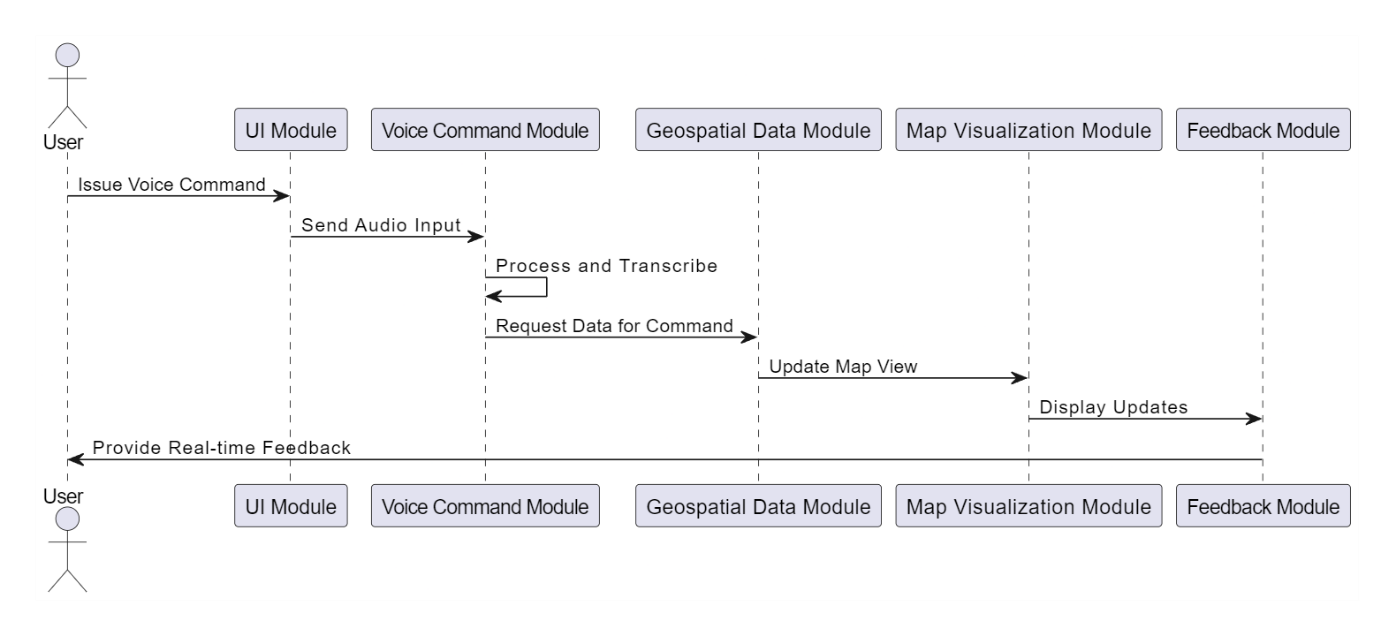 User
UI Module
Voice Command Module
Geospatial Data Module
Map Visualization Module
Feedback Module
Issue Voice Command
Send Audio Input
Process and Transcribe
Request Data for Command
Update Map View
Display Updates
Provide Real-time Feedback
User
UI Module
Voice Command Module
Geospatial Data Module
Map Visualization Module
Feedback Module